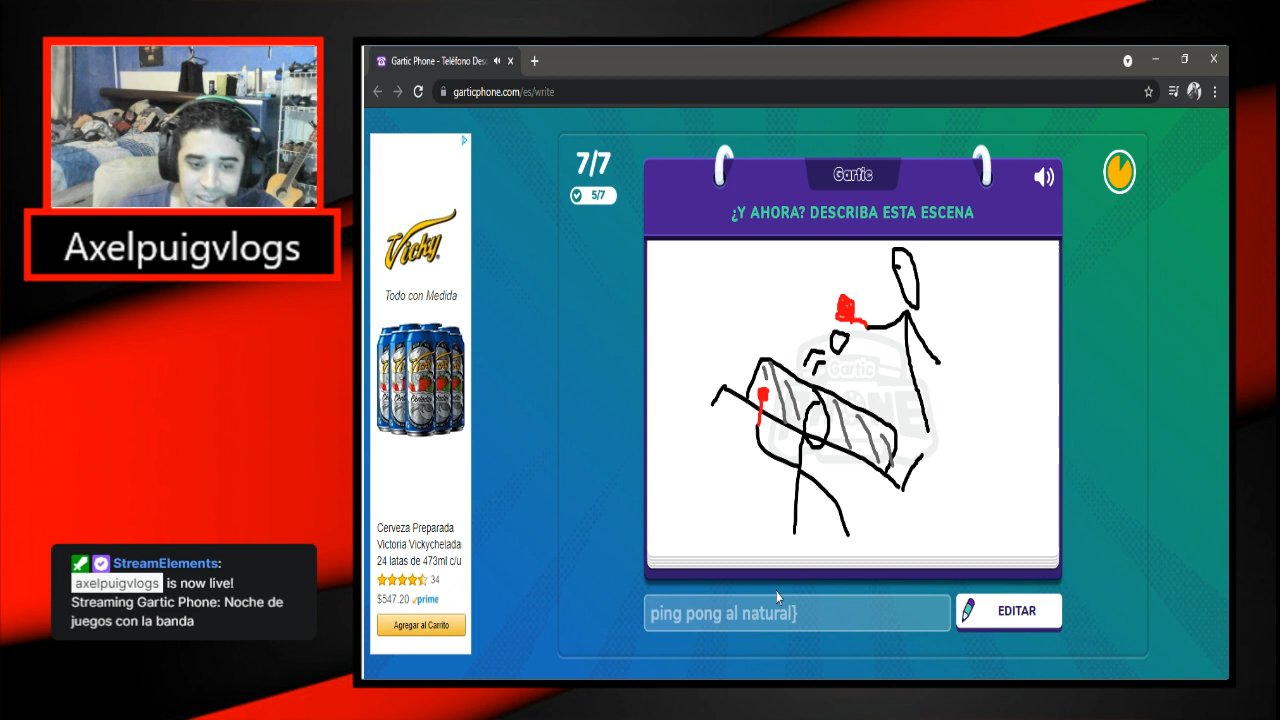 Gartic Phone - Teléfono Des
garticphone.com/es/write
7/7
5/7
Gartic
¿Y AHORA? DESCRIBA ESTA ESCENA
Gartic
PHONE
ping pong al natural}
EDITAR
Vicky
Todo con Medida
Cerveza Preparada
Victoria Vickychelada
24 latas de 473ml c/u
34
$547.20 prime
Agregar al Carrito
Axelpuigvlogs
StreamElements:
axelpuigvlogs is now live!
Streaming Gartic Phone: Noche de
juegos con la banda